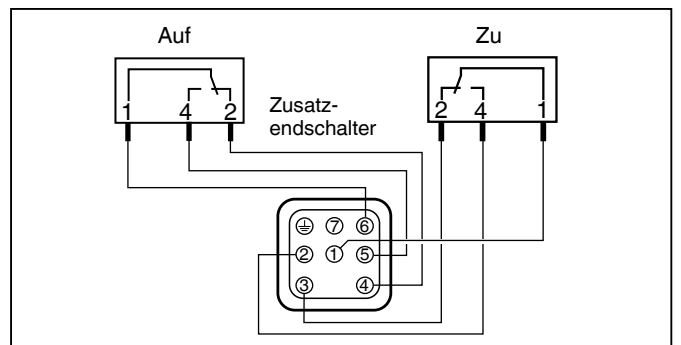 Auf Zu
1 4 2 2 4 1
Zusatz-
endschalter
7 6
2 1 5
3 4